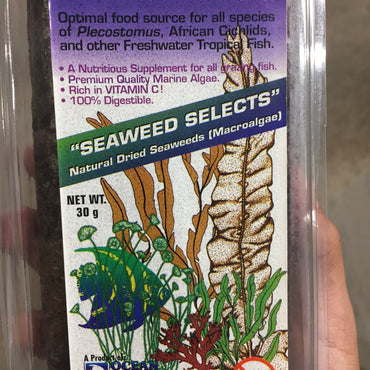 Optimal food source for all species
of Plecostomus, African Cichlids,
and other Freshwater Tropical Fish.
• A Nutritious Supplement for all grazing fish.
• Premium Quality Marine Algae.
• Rich in VITAMIN C!
• 100% Digestible.
"SEAWEED SELECTS"
Natural Dried Seaweeds (Macroalgae)
NET WT.
30 g
A Product of:
OCEAN